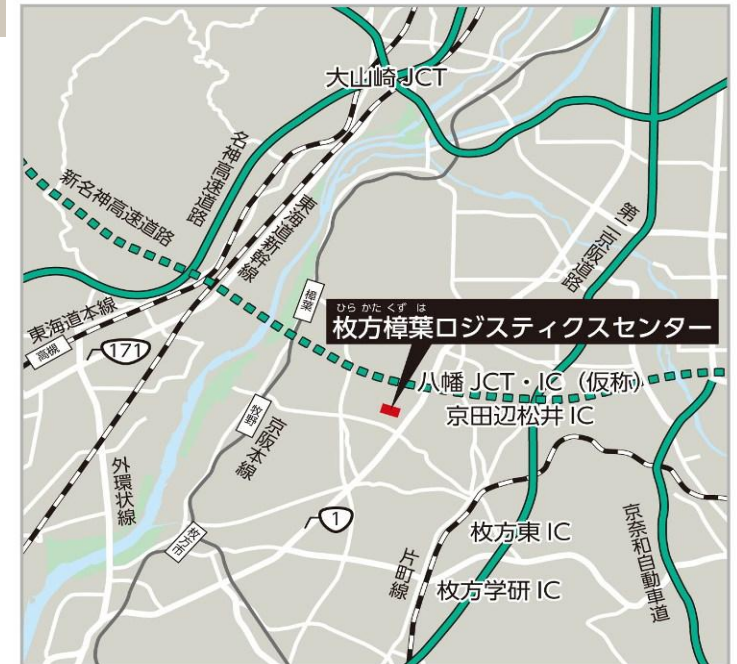 大山崎 JCT
名神高速道路
新名神高速道路
東海道新幹線
第二京阪道路
樟葉
ひら かた くず は
枚方樟葉ロジスティクスセンター
東海道本線
高槻
171
八幡 JCT・IC（仮称）
京田辺松井 IC
牧野
京阪本線
外環状線
1
枚方市
枚方東 IC
片町線
枚方学研 IC
京奈和自動車道